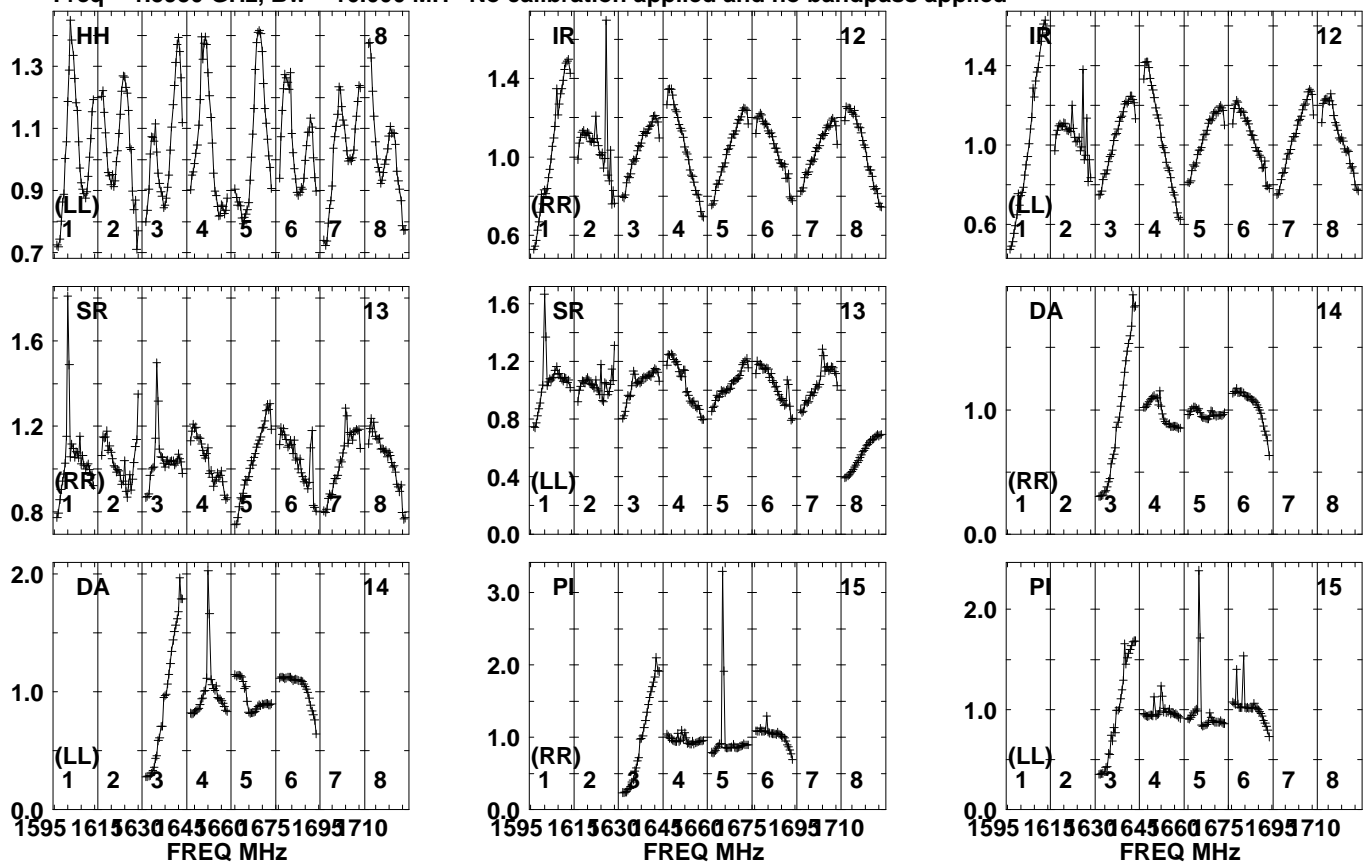 Freq GHz, Bw No calibration applied and no bandpass applied
HH 8
1.3
1.1
0.9
0.7
(LL)
1 2 3 4 5 6 7 8
IR 12
1.4
1.0
0.6
(RR)
1 2 3 4 5 6 7 8
IR 12
1.4
1.0
0.6
(LL)
1 2 3 4 5 6 7 8
SR 13
1.6
1.2
0.8
(RR)
1 2 3 4 5 6 7 8
SR 13
1.6
1.2
0.8
0.4
0.0
(LL)
1 2 3 4 5 6 7 8
DA 14
1.0
0.0
(RR)
1 2 3 4 5 6 7 8
DA 14
2.0
1.0
0.0
(LL)
1 2 3 4 5 6 7 8
1595 1615 1630 1645 1660 1675 1695 1710
FREQ MHz
PI 15
3.0
2.0
1.0
0.0
(RR)
1 2 3 4 5 6 7 8
1595 1615 1630 1645 1660 1675 1695 1710
FREQ MHz
PI 15
2.0
1.0
0.0
(LL)
1 2 3 4 5 6 7 8
1595 1615 1630 1645 1660 1675 1695 1710
FREQ MHz